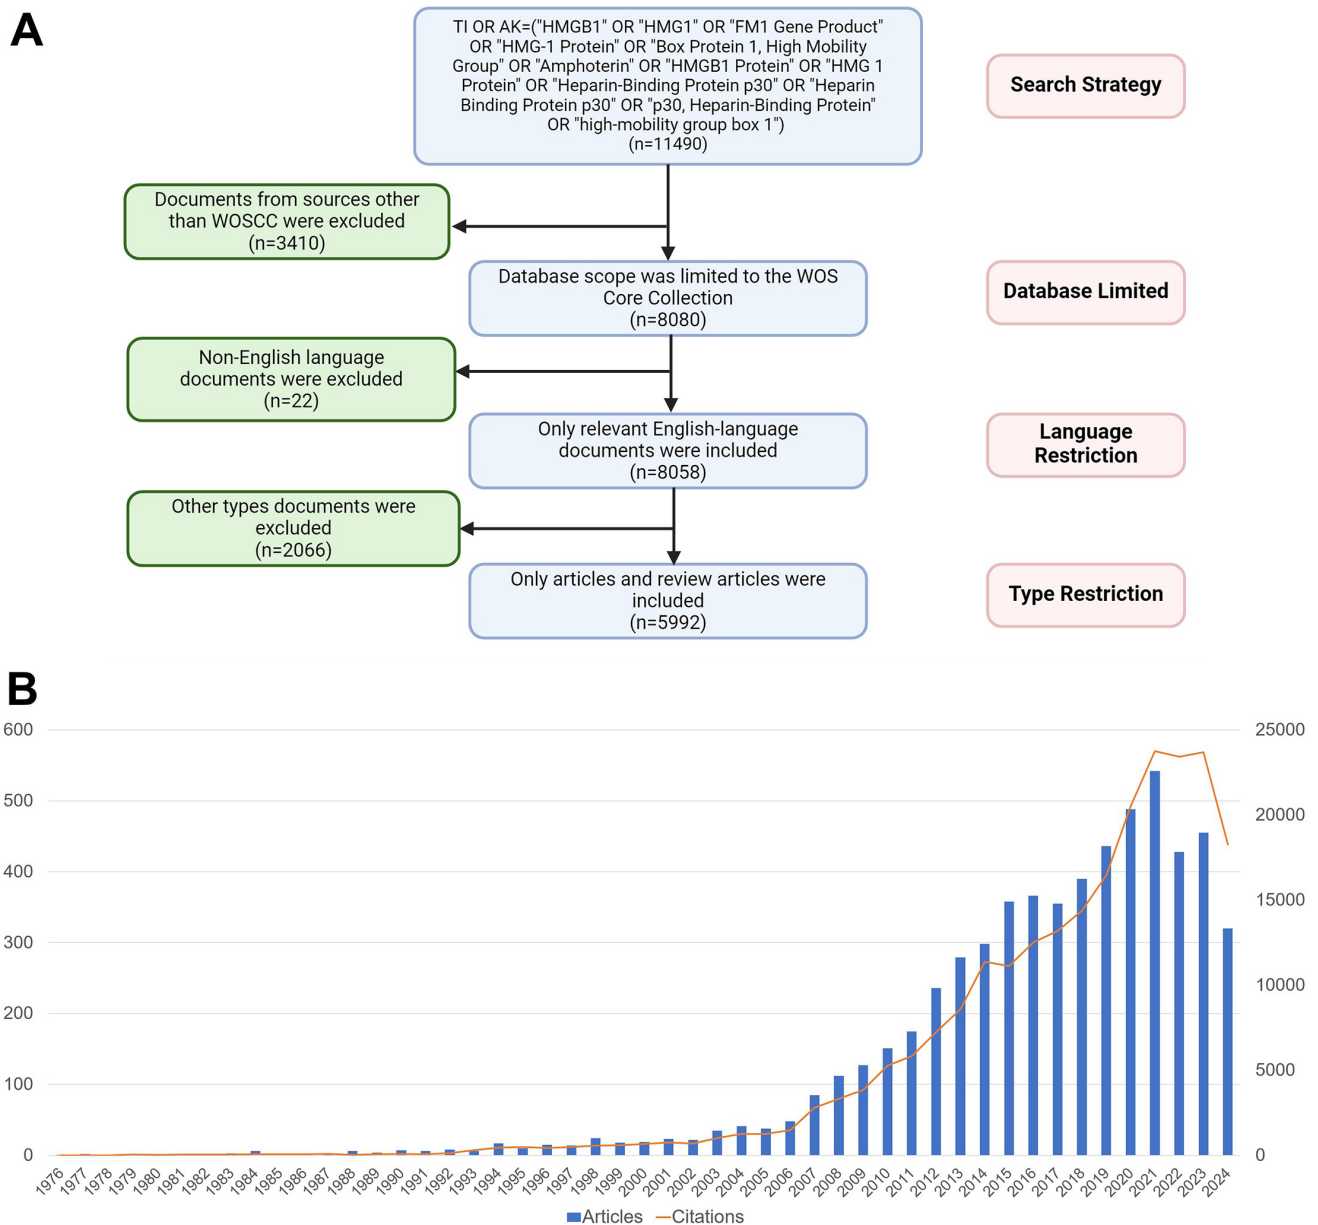 A
TI OR AK=("HMGB1" OR "HMG1" OR "FM1 Gene Product"
OR "HMG-1 Protein" OR "Box Protein 1, High Mobility
Group" OR "Amphoterin" OR "HMGB1 Protein" OR "HMG 1
Protein" OR "Heparin-Binding Protein p30" OR "Heparin
Binding Protein p30" OR "p30, Heparin-Binding Protein"
OR "high-mobility group box 1")
(n=11490)
Search Strategy
Documents from sources other
than WOSCC were excluded
(n=3410)
Database scope was limited to the WOS
Core Collection
(n=8080)
Database Limited
Non-English language
documents were excluded
(n=22)
Only relevant English-language
documents were included
(n=8058)
Language
Restriction
Other types documents were
excluded
(n=2066)
Only articles and review articles were
included
(n=5992)
Type Restriction
B
600
500
400
300
200
100
0
25000
20000
15000
10000
5000
0
1976
1977
1978
1979
1980
1981
1982
1983
1984
1985
1986
1987
1988
1989
1990
1991
1992
1993
1994
1995
1996
1997
1998
1999
2000
2001
2002
2003
2004
2005
2006
2007
2008
2009
2010
2011
2012
2013
2014
2015
2016
2017
2018
2019
2020
2021
2022
2023
2024
Articles
Citations